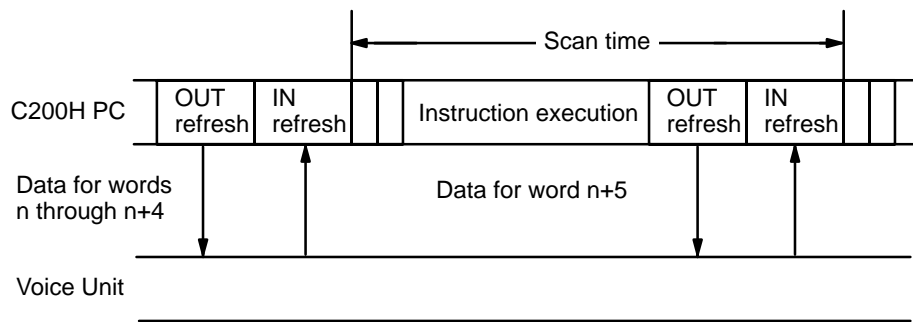 Scan time
C200H PC
OUT
refresh
IN
refresh
Instruction execution
OUT
refresh
IN
refresh
Data for words
n through n+4
Data for word n+5
Voice Unit